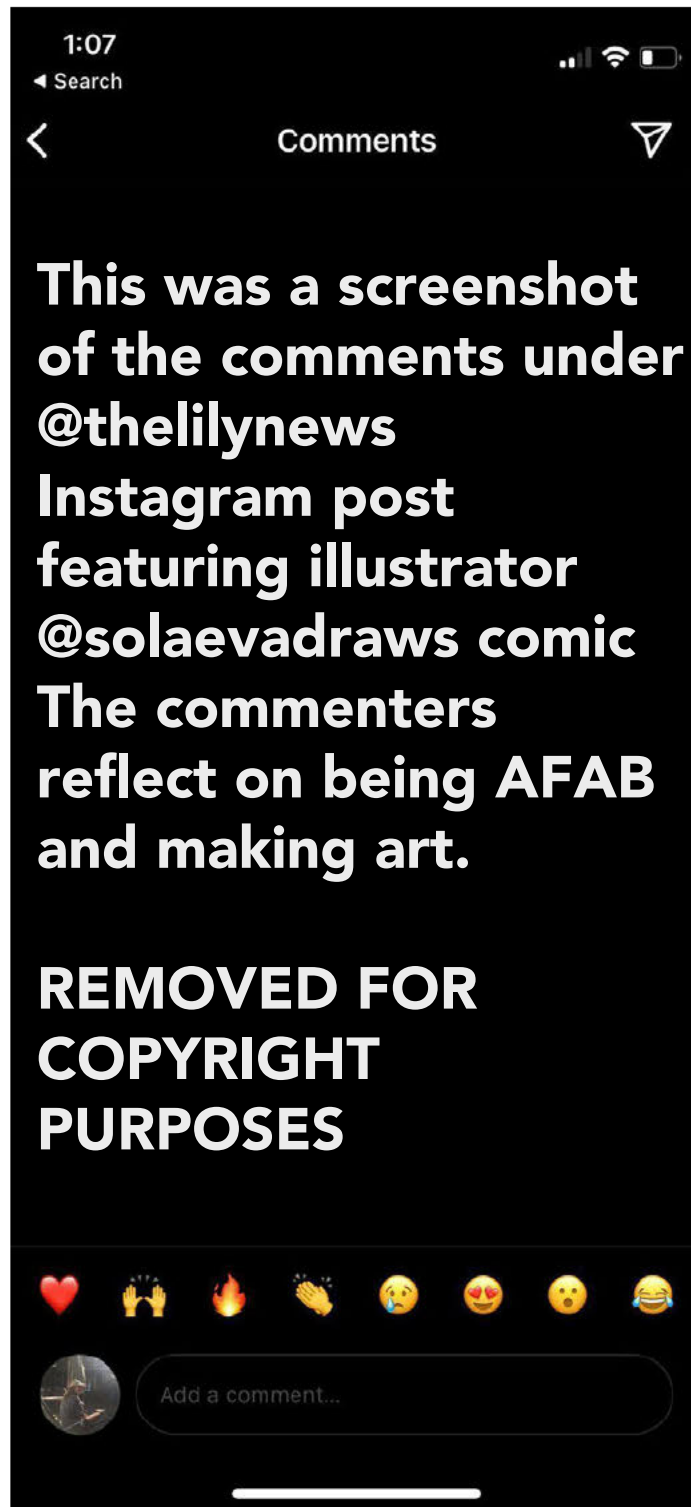 1:07
◀ Search
Comments
This was a screenshot
of the comments under
@thelilynews
Instagram post
featuring illustrator
@solaevadraws comic
The commenters
reflect on being AFAB
and making art.
REMOVED FOR
COPYRIGHT
PURPOSES
Add a comment...